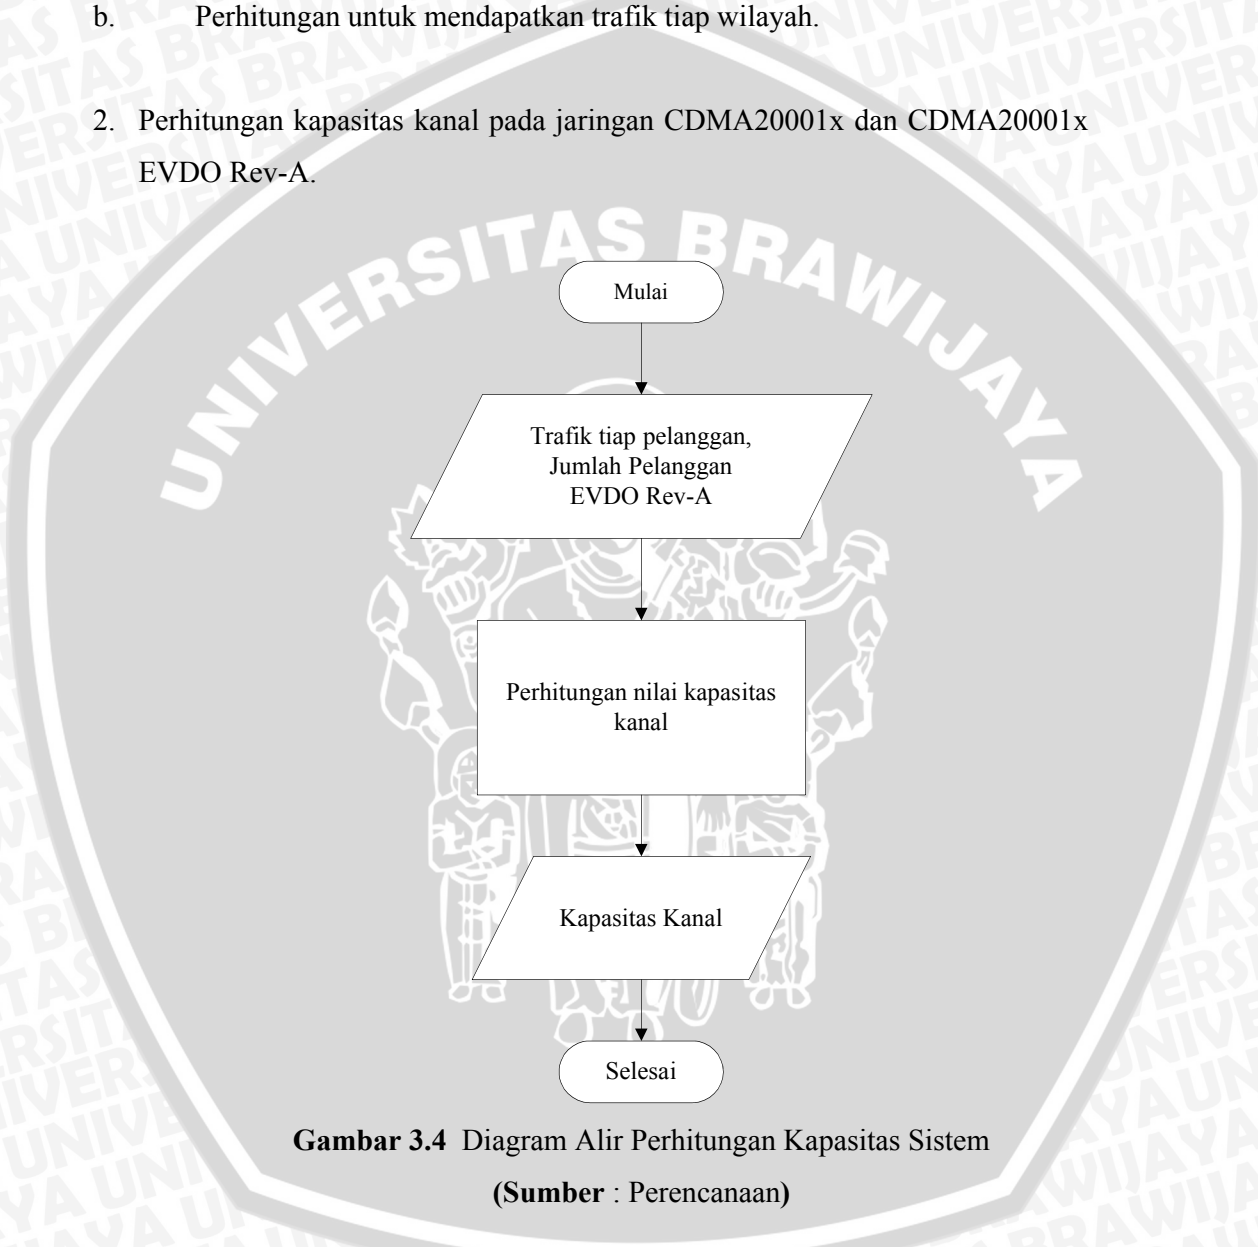 b. Perhitungan untuk mendapatkan trafik tiap wilayah.
2. Perhitungan kapasitas kanal pada jaringan CDMA20001x dan CDMA20001x
EVDO Rev-A.
UNIVERSITAS BRAWIJAYA
Mulai
Trafik tiap pelanggan,
Jumlah Pelanggan
EVDO Rev-A
Perhitungan nilai kapasitas
kanal
Kapasitas Kanal
Selesai
Gambar 3.4 Diagram Alir Perhitungan Kapasitas Sistem
(Sumber : Perencanaan)